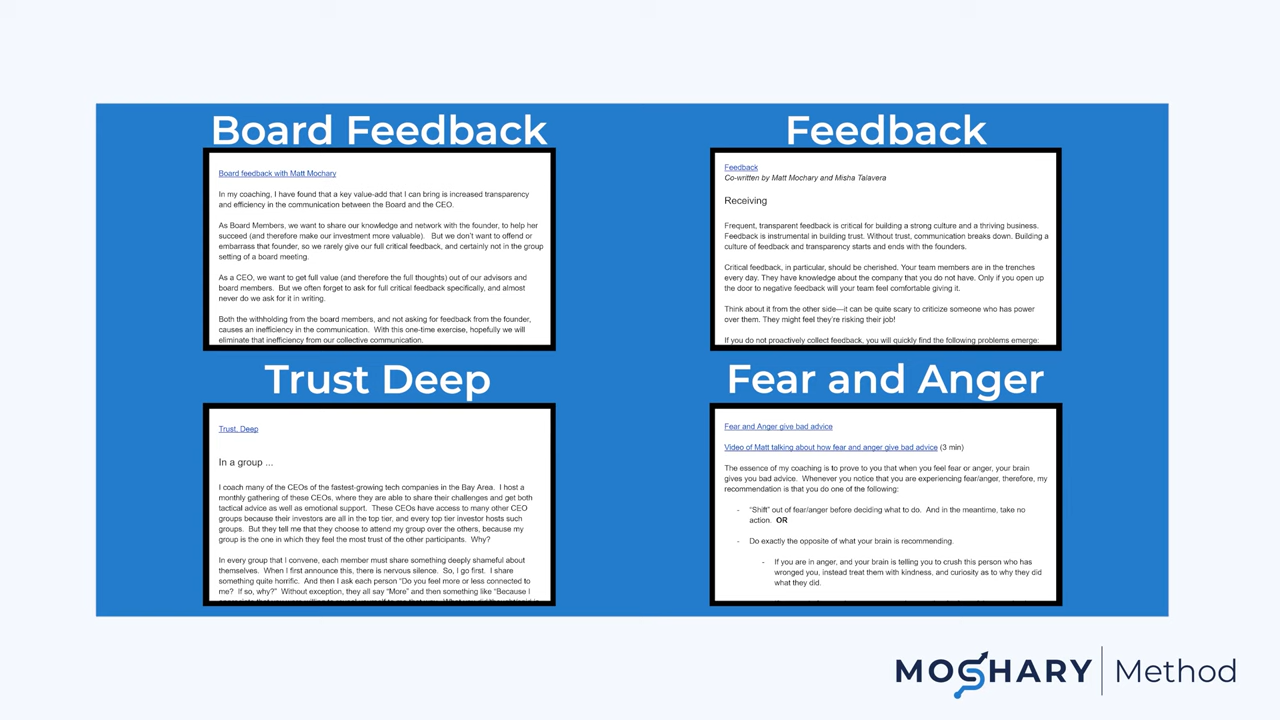 Board Feedback
Board feedback with Matt Mochary
In my coaching, I have found that a key value-add that I can bring is increased transparency
and efficiency in the communication between the Board and the CEO.
As Board Members, we want to share our knowledge and network with the founder, to help her
succeed (and therefore make our investment more valuable). But we don't want to offend or
embarrass that founder, so we rarely give our full critical feedback, and certainly not in the group
setting of a board meeting.
As a CEO, we want to get full value (and therefore the full thoughts) out of our advisors and
board members. But we often forget to ask for full critical feedback specifically, and almost
never do we ask for it in writing.
Both the withholding from the board members, and not asking for feedback from the founder,
causes an inefficiency in the communication. With this one-time exercise, hopefully we will
eliminate that inefficiency from our collective communication.
Feedback
Feedback
Co-written by Matt Mochary and Misha Talavera
Receiving
Frequent, transparent feedback is critical for building a strong culture and a thriving business.
Feedback is instrumental in building trust. Without trust, communication breaks down. Building a
culture of feedback and transparency starts and ends with the founders.
Critical feedback, in particular, should be cherished. Your team members are in the trenches
every day. They have knowledge about the company that you do not have. Only if you open up
the door to negative feedback will your team feel comfortable giving it.
Think about it from the other side—it can be quite scary to criticize someone who has power
over them. They might feel they're risking their job!
If you do not proactively collect feedback, you will quickly find the following problems emerge:
Trust Deep
Trust, Deep
In a group ...
I coach many of the CEOs of the fastest-growing tech companies in the Bay Area. I host a
monthly gathering of these CEOs, where they are able to share their challenges and get both
tactical advice as well as emotional support. These CEOs have access to many other CEO
groups because their investors are all in the top tier, and every top tier investor hosts such
groups. But they tell me that they choose to attend my group over the others, because my
group is the one in which they feel the most trust of the other participants. Why?
In every group that I convene, each member must share something deeply shameful about
themselves. When I first announce this, there is nervous silence. So, I go first. I share
something quite horrific. And then I ask each person "Do you feel more or less connected to
me? If so, why?" Without exception, they all say "More" and then something like "Because I
Fear and Anger
Fear and Anger give bad advice
Video of Matt talking about how fear and anger give bad advice (3 min)
The essence of my coaching is to prove to you that when you feel fear or anger, your brain
gives you bad advice. Whenever you notice that you are experiencing fear/anger, therefore, my
recommendation is that you do one of the following:
- "Shift" out of fear/anger before deciding what to do. And in the meantime, take no
action. OR
- Do exactly the opposite of what your brain is recommending.
- If you are in anger, and your brain is telling you to crush this person who has
wronged you, instead treat them with kindness, and curiosity as to why they did
what they did.
MOSHARY Method